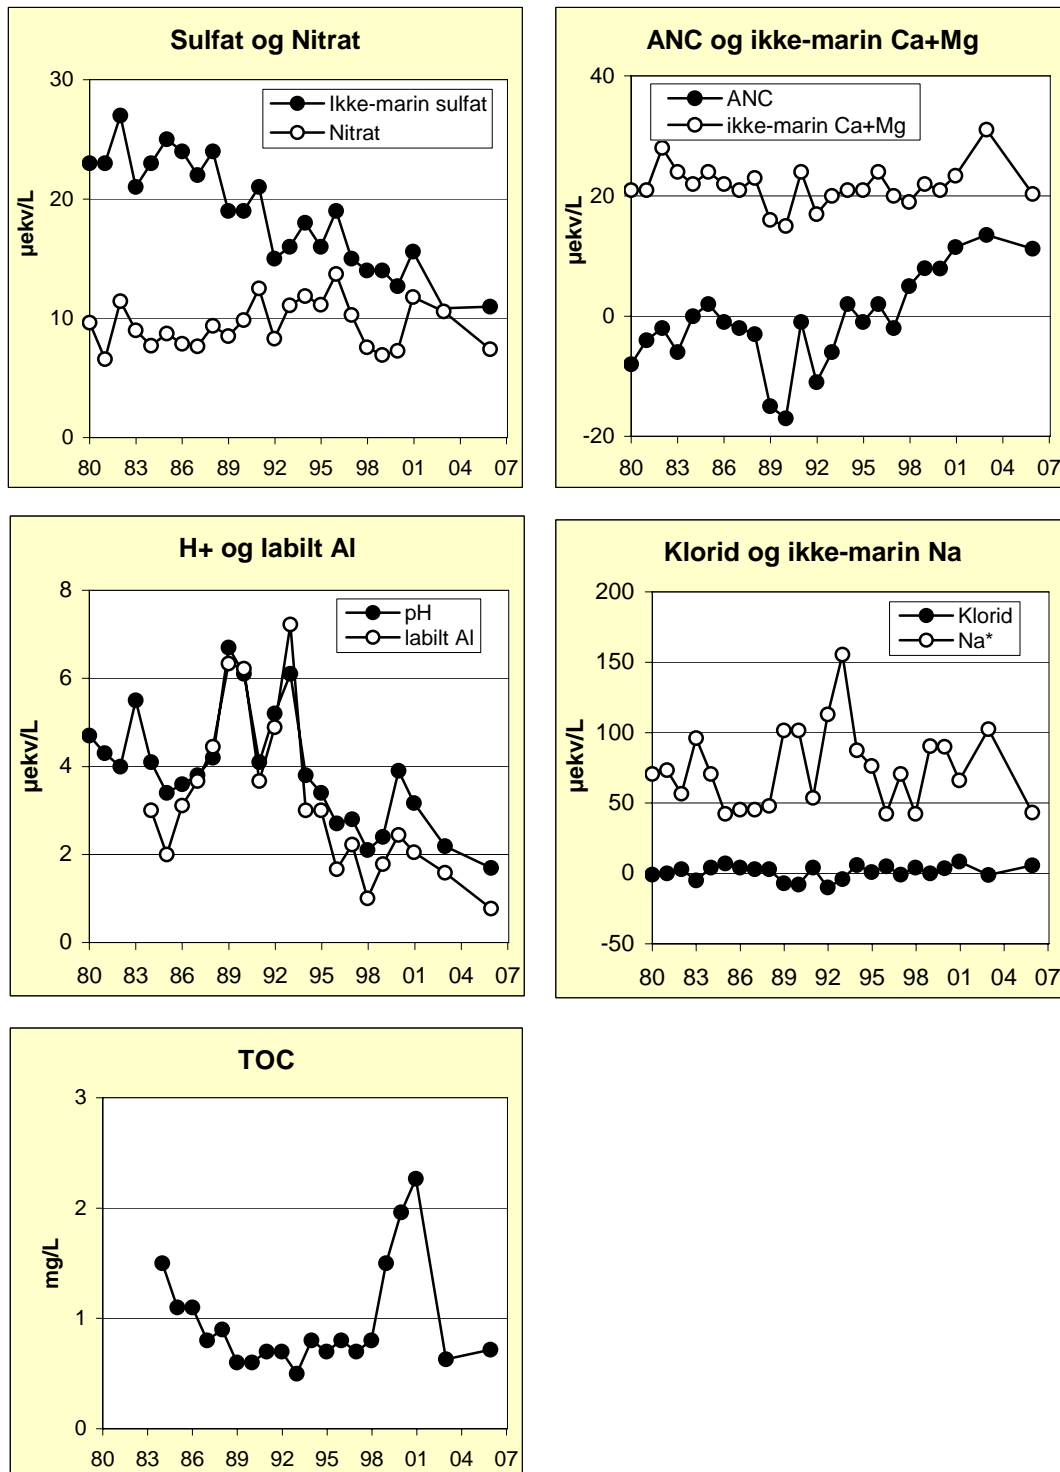 Sulfat og Nitrat
30
20
10
0
µekv/L
Ikke-marin sulfat
Nitrat
80 83 86 89 92 95 98 01 04 07
ANC og ikke-marin Ca+Mg
40
20
0
-20
µekv/L
ANC
ikke-marin Ca+Mg
80 83 86 89 92 95 98 01 04 07
H+ og labilt Al
8
6
4
2
0
µekv/L
pH
labilt Al
80 83 86 89 92 95 98 01 04 07
Klorid og ikke-marin Na
200
150
100
50
0
-50
µekv/L
Klorid
Na*
80 83 86 89 92 95 98 01 04 07
TOC
3
2
1
0
mg/L
80 83 86 89 92 95 98 01 04 07